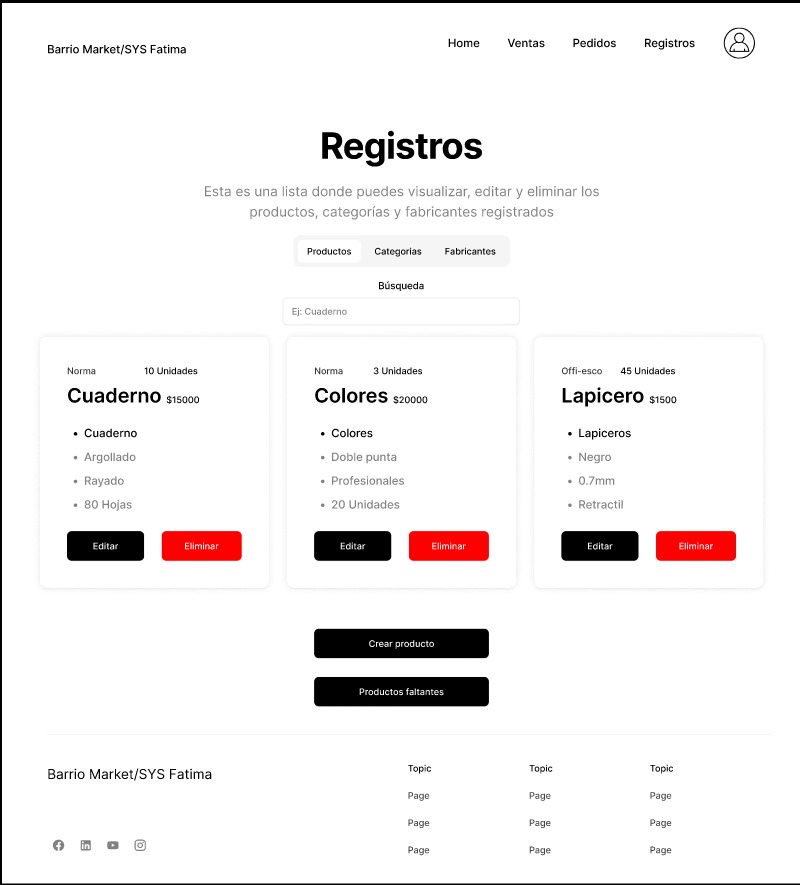 Barrio Market/SYS Fatima
Home Ventas Pedidos Registros
Registros
Esta es una lista donde puedes visualizar, editar y eliminar los
productos, categorías y fabricantes registrados
Productos Categorias Fabricantes
Búsqueda
Ej: Cuaderno
Norma 10 Unidades
Cuaderno $15000
• Cuaderno
• Argollado
• Rayado
• 80 Hojas
Editar Eliminar
Norma 3 Unidades
Colores $20000
• Colores
• Doble punta
• Profesionales
• 20 Unidades
Editar Eliminar
Offi-esco 45 Unidades
Lapicero $1500
• Lapiceros
• Negro
• 0.7mm
• Retractil
Editar Eliminar
Crear producto
Productos faltantes
Barrio Market/SYS Fatima
Topic
Page
Page
Page
Topic
Page
Page
Page
Topic
Page
Page
Page